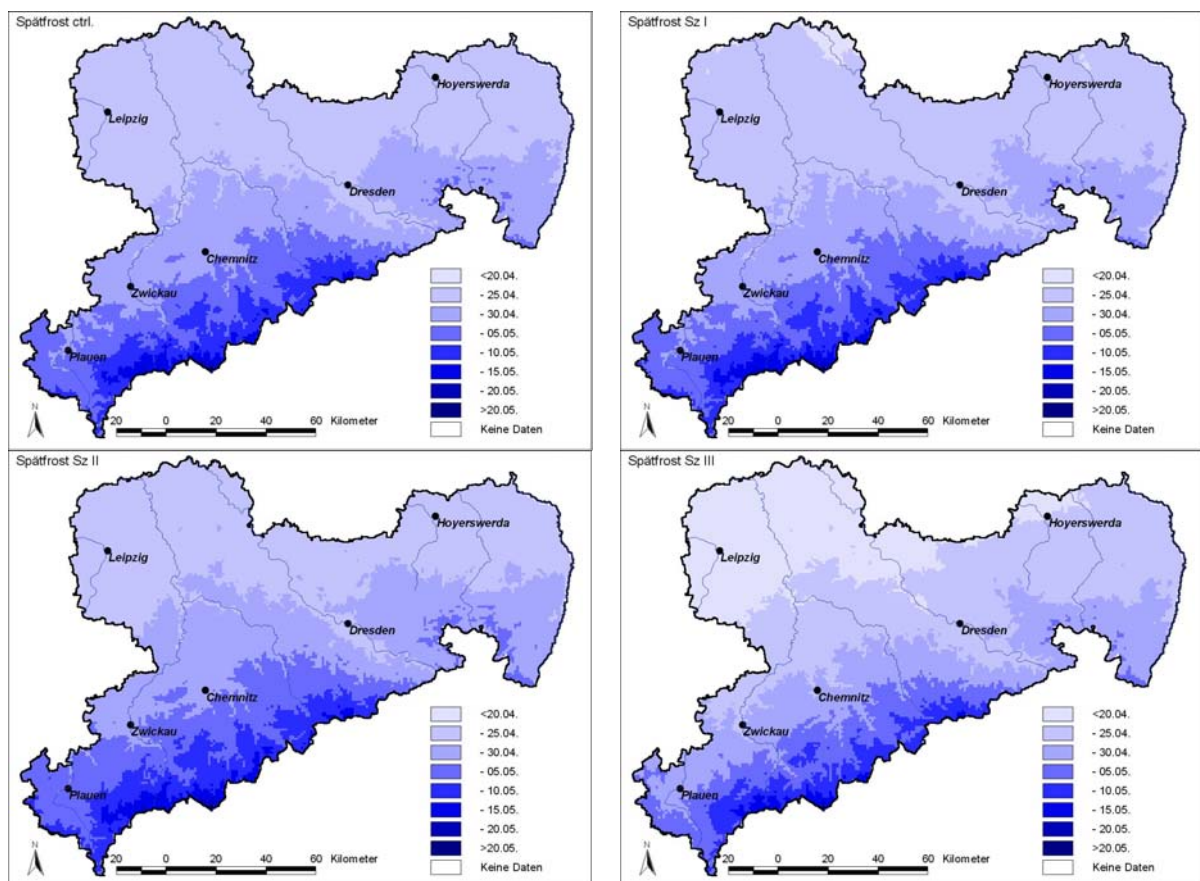 Spätfrost ctrl.
Hoyerswerda
Leipzig
Dresden
Chemnitz
Zwickau
Plauen
<20.04.
- 25.04.
- 30.04.
- 05.05.
- 10.05.
- 15.05.
- 20.05.
>20.05.
Keine Daten
N
20 0 20 40 60 Kilometer
Spätfrost Sz I
Hoyerswerda
Leipzig
Dresden
Chemnitz
Zwickau
Plauen
<20.04.
- 25.04.
- 30.04.
- 05.05.
- 10.05.
- 15.05.
- 20.05.
>20.05.
Keine Daten
N
20 0 20 40 60 Kilometer
Spätfrost Sz II
Hoyerswerda
Leipzig
Dresden
Chemnitz
Zwickau
Plauen
<20.04.
- 25.04.
- 30.04.
- 05.05.
- 10.05.
- 15.05.
- 20.05.
>20.05.
Keine Daten
N
20 0 20 40 60 Kilometer
Spätfrost Sz III
Hoyerswerda
Leipzig
Dresden
Chemnitz
Zwickau
Plauen
<20.04.
- 25.04.
- 30.04.
- 05.05.
- 10.05.
- 15.05.
- 20.05.
>20.05.
Keine Daten
N
20 0 20 40 60 Kilometer